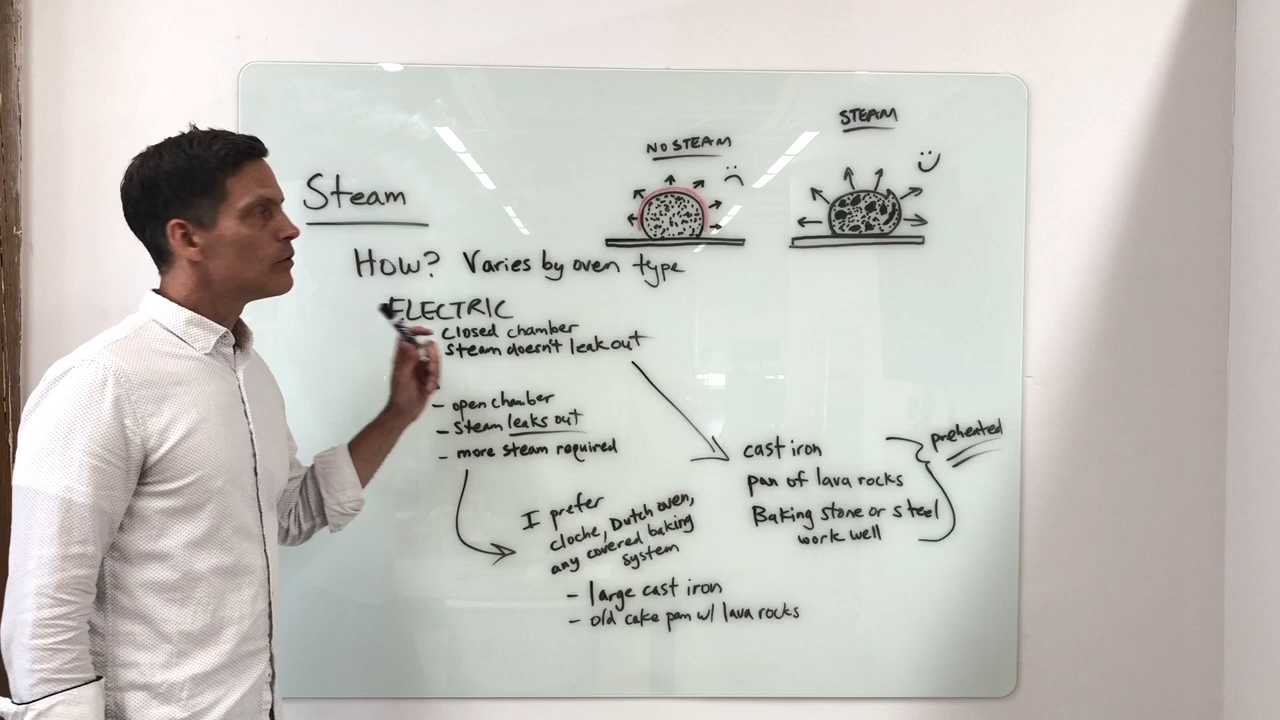 Steam
NO STEAM
STEAM
How? Varies by oven type
ELECTRIC
closed chamber
steam doesn't leak out
- open chamber
- Steam leaks out
- more steam required
I prefer
cloche, Dutch oven,
any covered baking
system
- large cast iron
- old cake pan w/ lava rocks
cast iron
pan of lava rocks
Baking stone or steel
work well
preheated